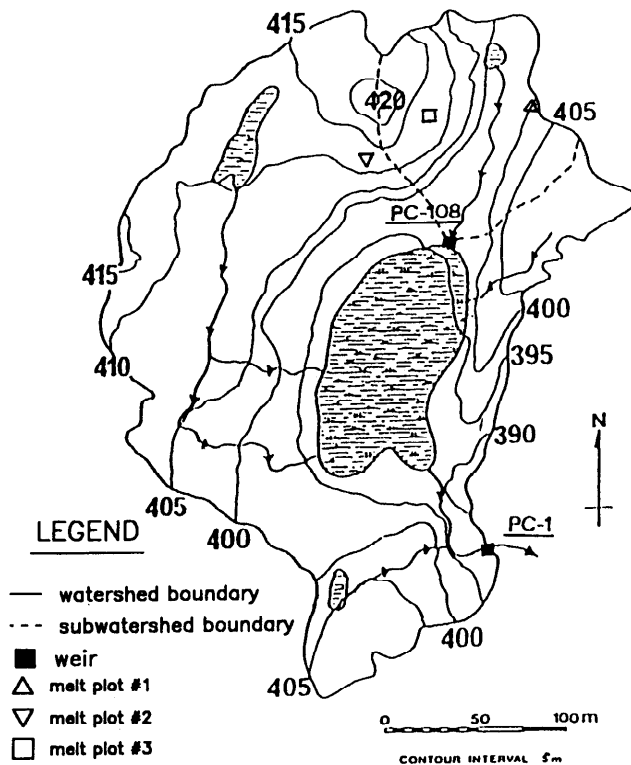 415
420
405
PC-108
415
400
395
410
390
N
405
400
PC-1
400
405
LEGEND
watershed boundary
subwatershed boundary
weir
melt plot #1
melt plot #2
melt plot #3
0 50 100 m
CONTOUR INTERVAL 5m